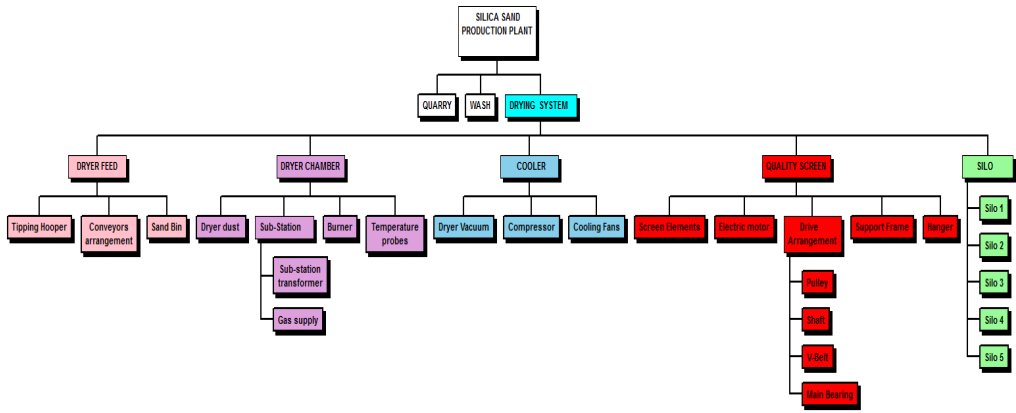 SILICA SAND
PRODUCTION PLANT
QUARRY
WASH
DRYING SYSTEM
DRYER FEED
DRYER CHAMBER
COOLER
QUALITY SCREEN
SILO
Tipping Hooper
Conveyors
arrangement
Sand Bin
Dryer dust
Sub-Station
Burner
Temperature
probes
Dryer Vacuum
Compressor
Cooling Fans
Screen Elements
Electric motor
Drive
Arrangement
Support Frame
Hanger
Silo 1
Silo 2
Sub-station
transformer
Pulley
Silo 3
Gas supply
Shaft
Silo 4
V-Belt
Silo 5
Main Bearing